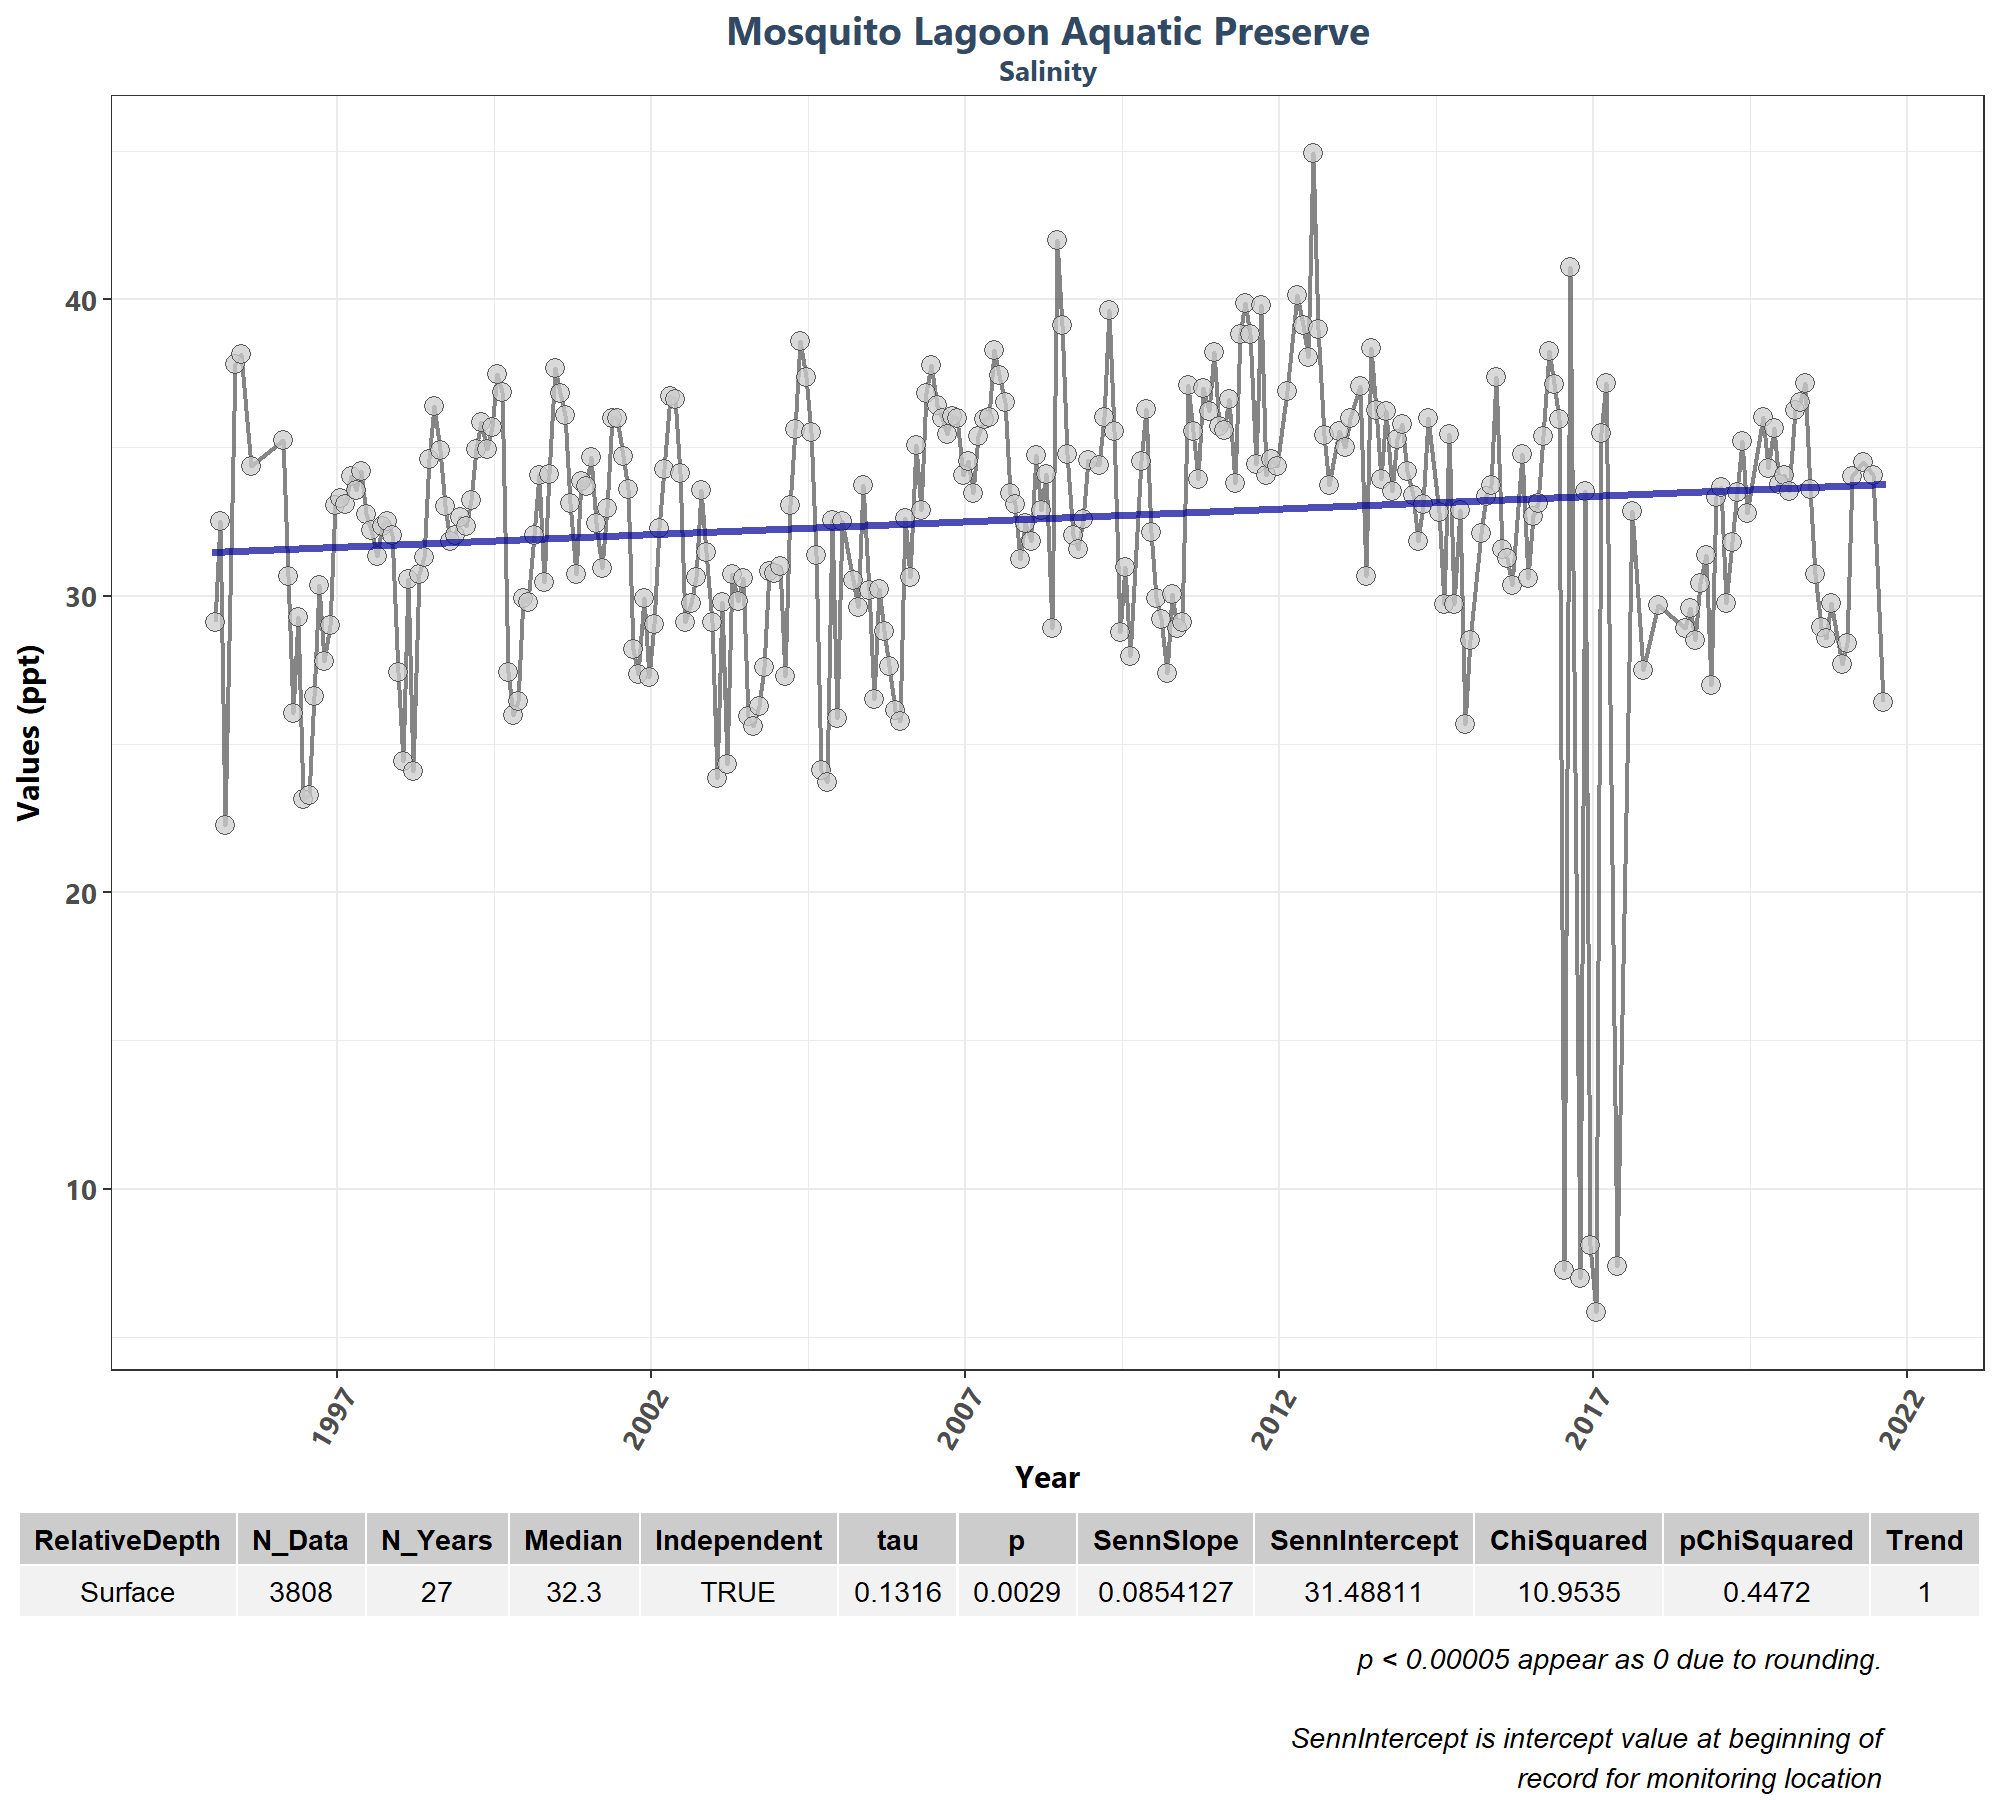 Mosquito Lagoon Aquatic Preserve
Salinity
Values (ppt)
40
30
20
10
1997 2002 2007 2012 2017 2022
Year
RelativeDepth N_Data N_Years Median Independent tau p SennSlope SennIntercept ChiSquared pChiSquared Trend
Surface 3808 27 32.3 TRUE 0.1316 0.0029 0.0854127 31.48811 10.9535 0.4472 1
p < 0.00005 appear as 0 due to rounding.
SennIntercept is intercept value at beginning of
record for monitoring location